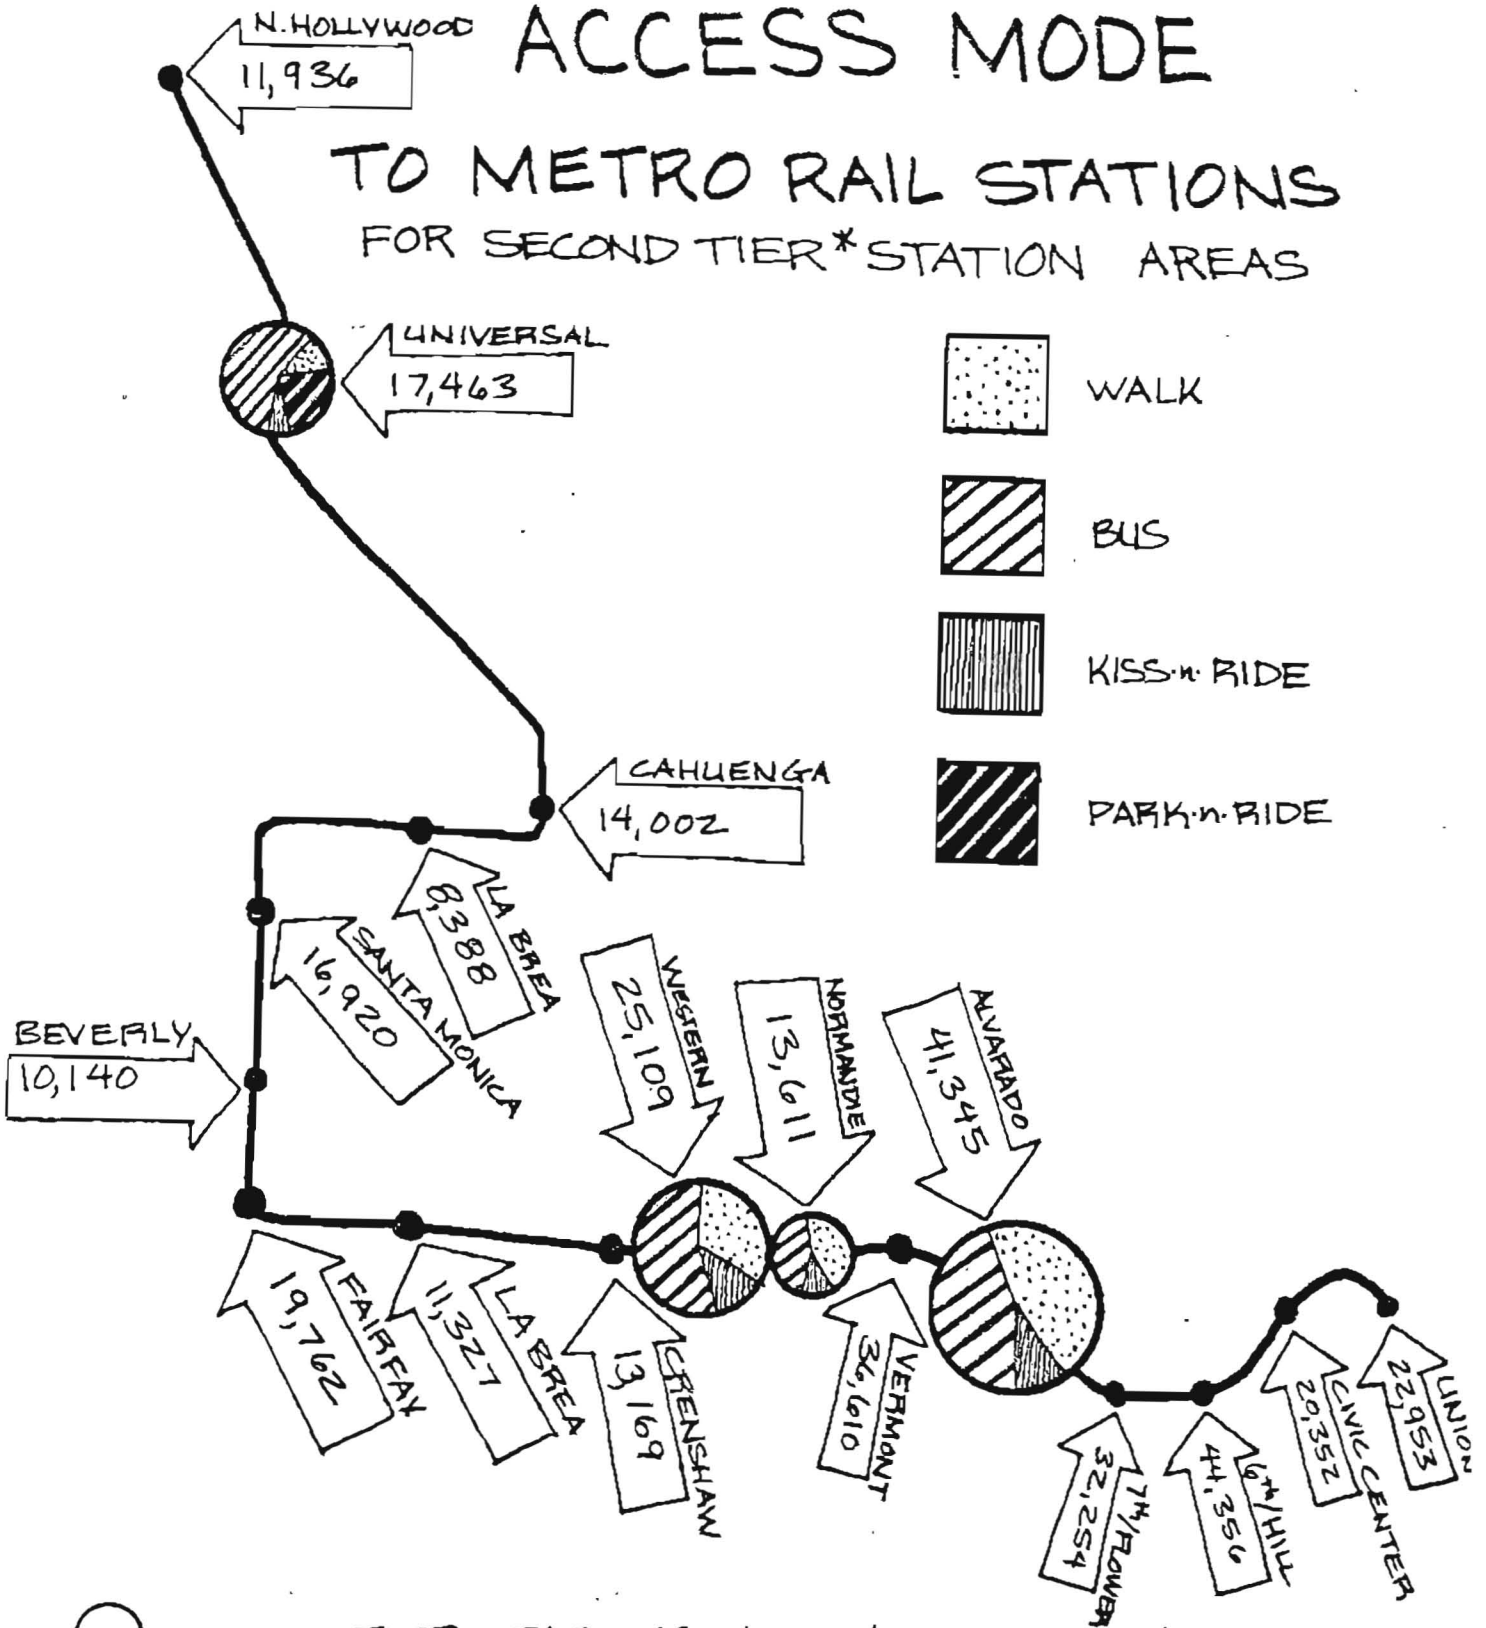 ACCESS MODE
TO METRO RAIL STATIONS
FOR SECOND TIER* STATION AREAS
N. HOLLYWOOD
11,936
UNIVERSAL
17,463
WALK
BUS
KISS·n·RIDE
PARK·n·RIDE
CAHUENGA
14,002
LA BREA
8,388
SANTA MONICA
16,920
BEVERLY
10,140
WESTERN
25,109
NORMANDIE
13,611
ALVARADO
41,345
FAIRFAX
19,762
LA BREA
11,327
CRENSHAW
13,169
VERMONT
36,610
7TH/FLOWER
32,254
6TH/HILL
44,356
CIVIC CENTER
20,352
UNION
22,953